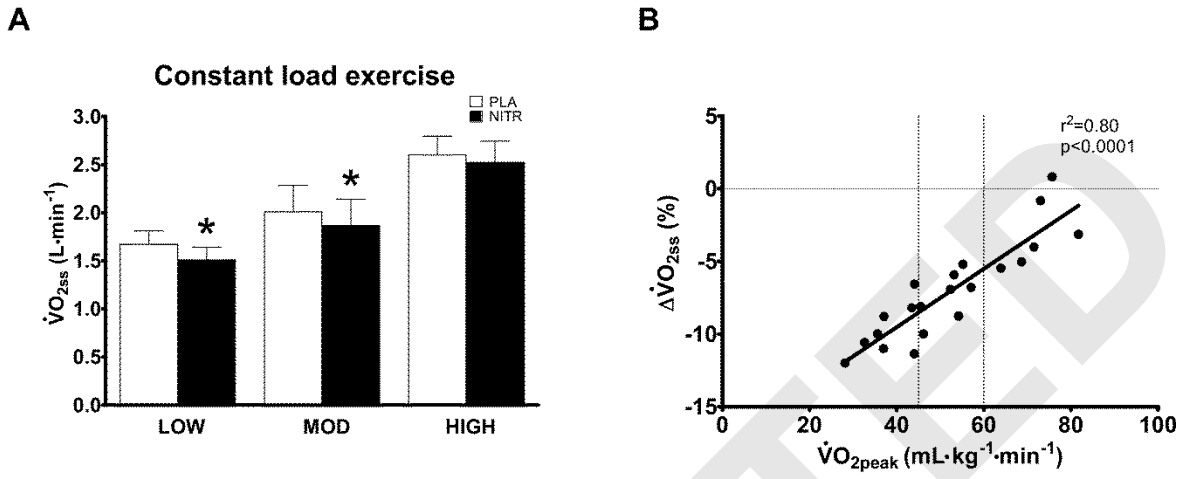 A
Constant load exercise
PLA
NITR
V̇O₂ss (L·min⁻¹)
3.0
2.5
2.0
1.5
1.0
0.5
0.0
*
*
LOW MOD HIGH
B
r²=0.80
p<0.0001
ΔV̇O₂ss (%)
5
0
-5
-10
-15
0 20 40 60 80 100
V̇O₂peak (mL·kg⁻¹·min⁻¹)
TED